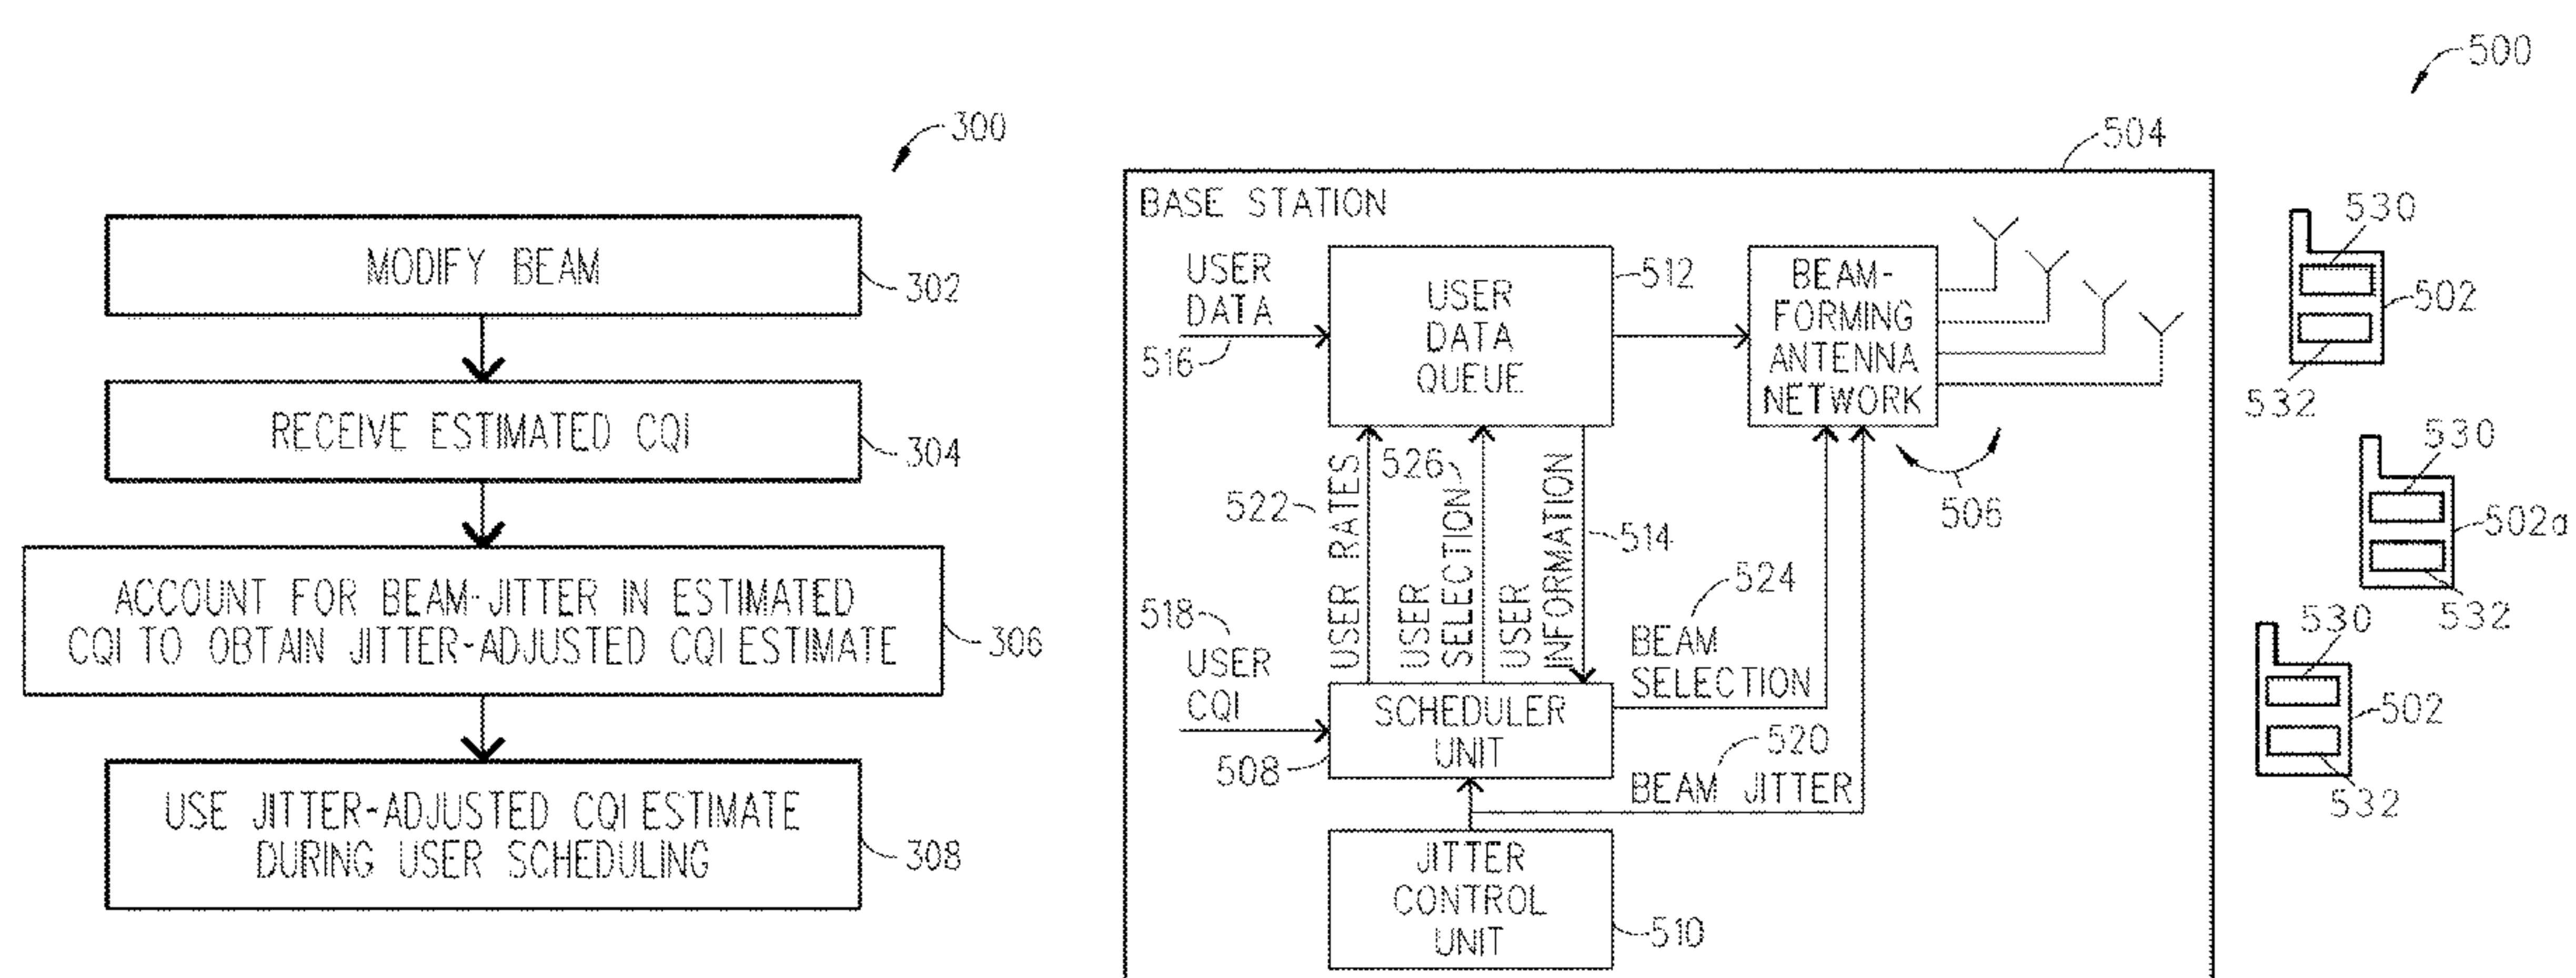 300
MODIFY BEAM
302
RECEIVE ESTIMATED CQI
304
ACCOUNT FOR BEAM-JITTER IN ESTIMATED
CQI TO OBTAIN JITTER-ADJUSTED CQI ESTIMATE
306
USE JITTER-ADJUSTED CQI ESTIMATE
DURING USER SCHEDULING
308
500
504
BASE STATION
USER
DATA
516
USER
DATA
QUEUE
512
BEAM-
FORMING
ANTENNA
NETWORK
506
522
USER RATES
526
USER
SELECTION
USER
INFORMATION
514
524
BEAM
SELECTION
518
USER
CQI
508
SCHEDULER
UNIT
520
BEAM JITTER
JITTER
CONTROL
UNIT
510
530
502
532
530
502a
532
530
502
532